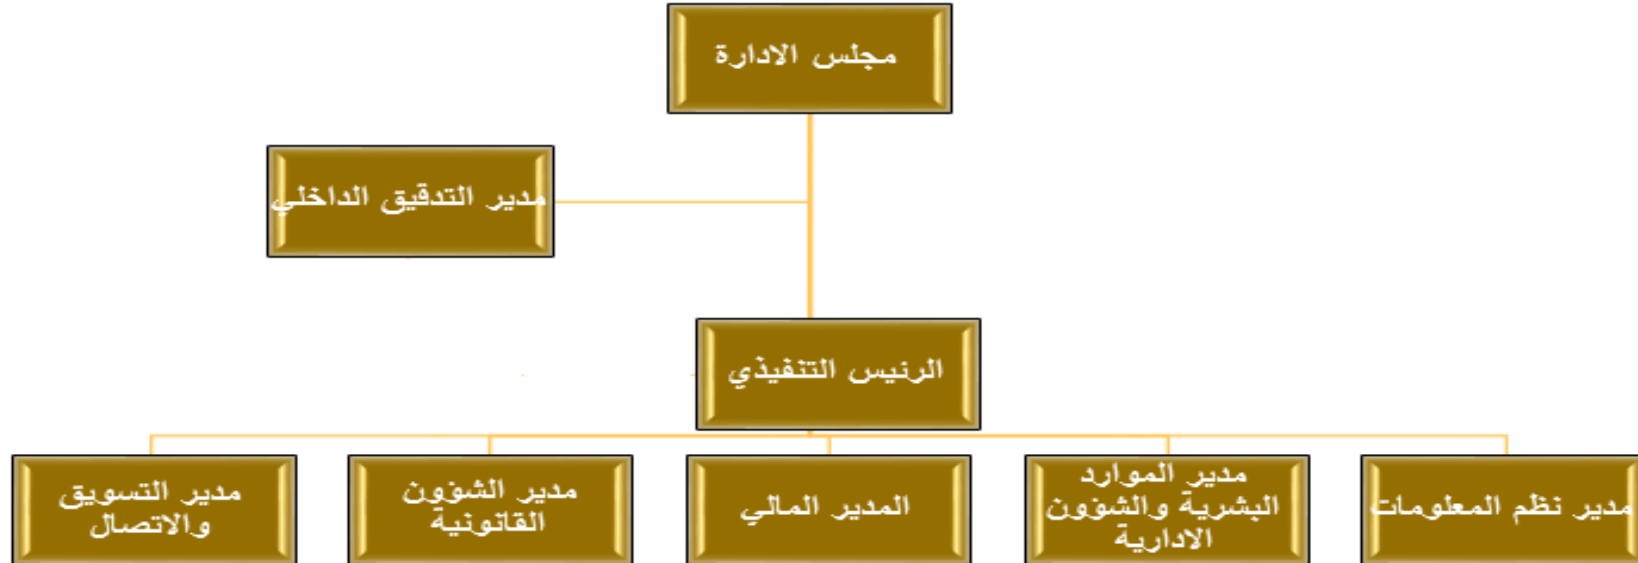 مجلس الادارة
مدير التدقيق الداخلي
الرئيس التنفيذي
مدير نظم المعلومات
مدير الموارد
البشرية والشؤون
الادارية
المدير المالي
مدير الشؤون
القانونية
مدير التسويق
والاتصال